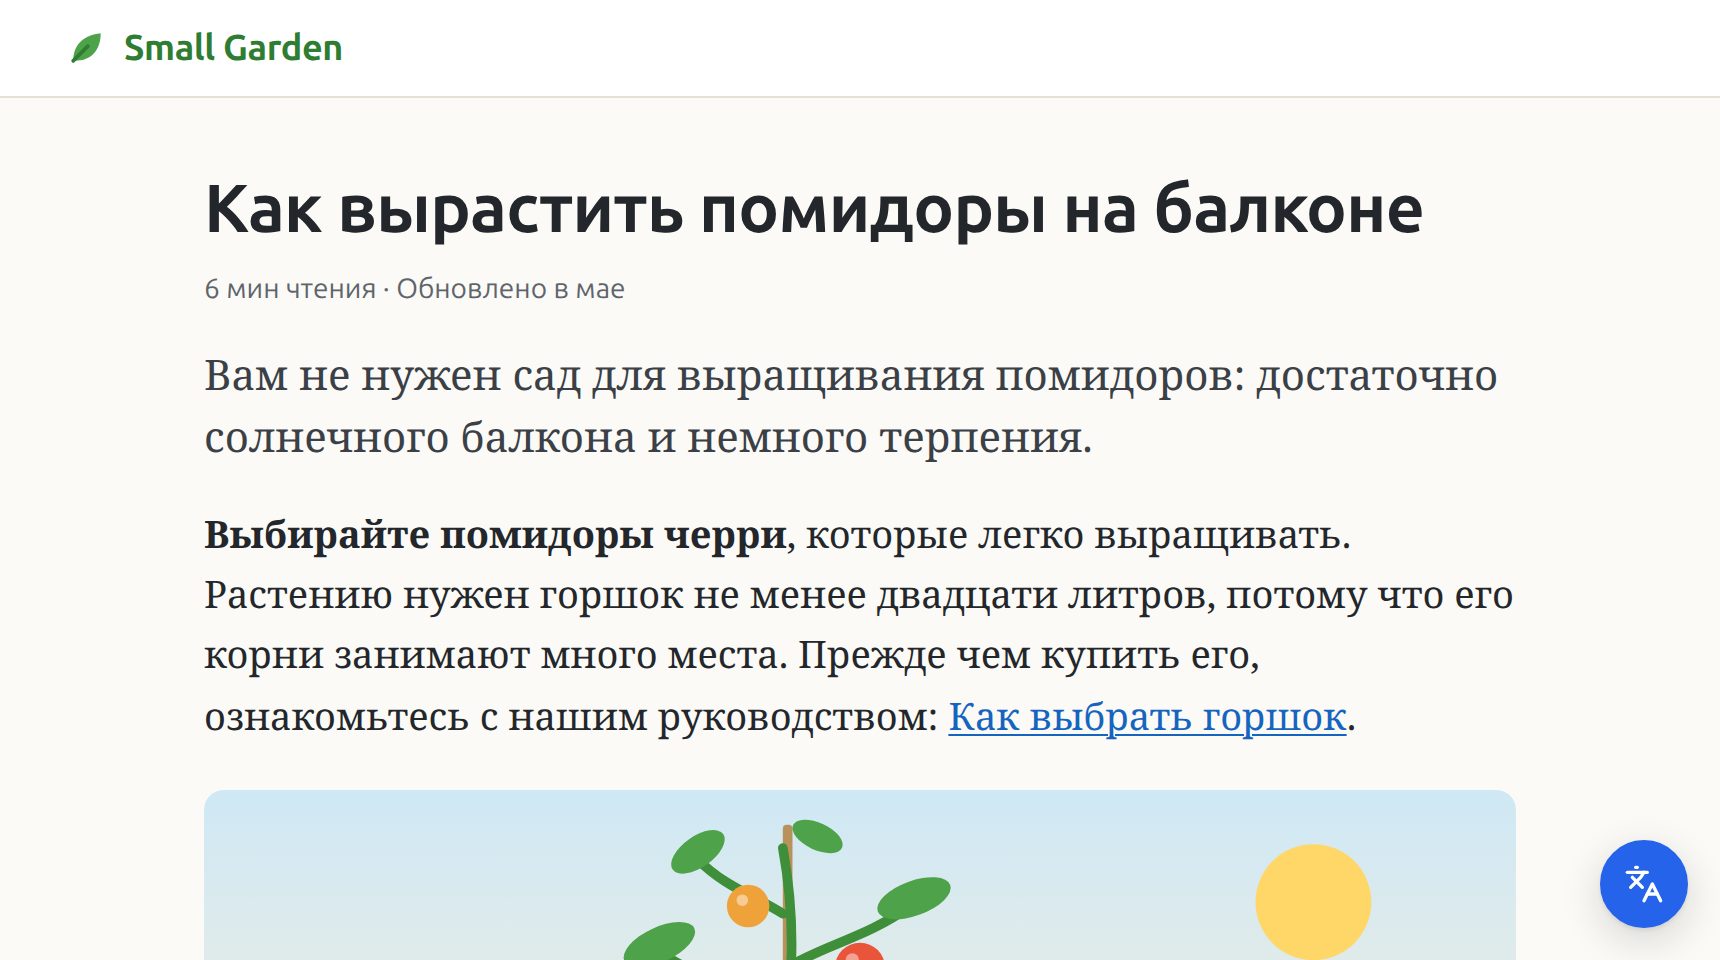 Small Garden
Как вырастить помидоры на балконе
6 мин чтения · Обновлено в мае
Вам не нужен сад для выращивания помидоров: достаточно
солнечного балкона и немного терпения.
Выбирайте помидоры черри, которые легко выращивать.
Растению нужен горшок не менее двадцати литров, потому что его
корни занимают много места. Прежде чем купить его,
ознакомьтесь с нашим руководством: Как выбрать горшок.